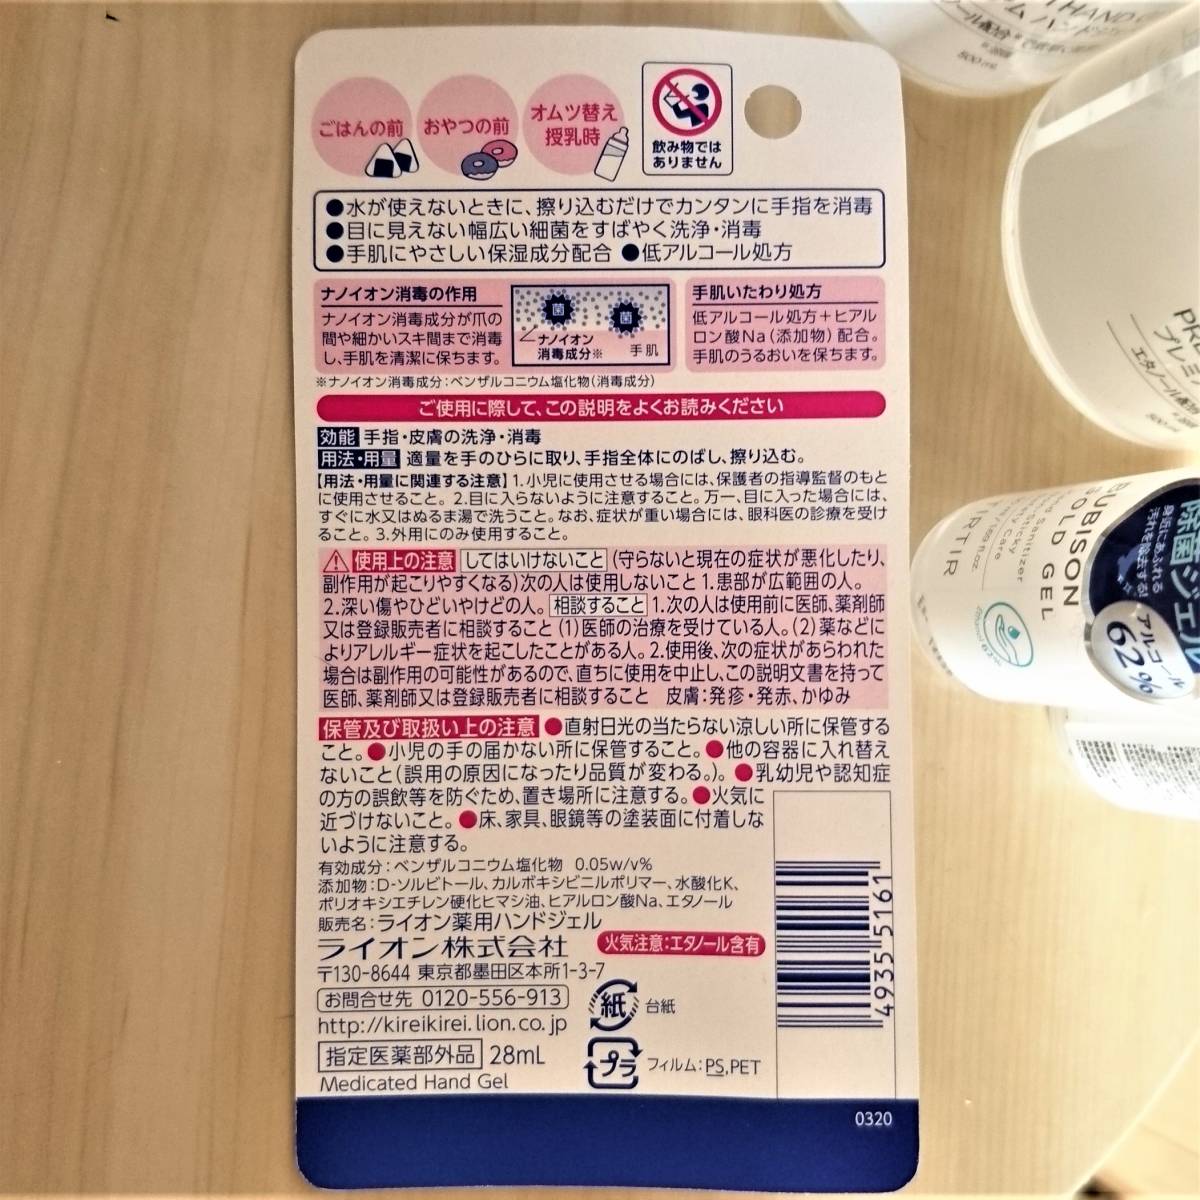 ごはんの前
おやつの前
オムツ替え
授乳時
飲み物では
ありません
●水が使えないときに、擦り込むだけでカンタンに手指を消毒
●目に見えない幅広い細菌をすばやく洗浄・消毒
●手肌にやさしい保湿成分配合 ●低アルコール処方
ナノイオン消毒の作用
ナノイオン消毒成分が爪の
間や細かいスキ間まで消毒
し、手肌を清潔に保ちます。
菌
菌
ナノイオン
消毒成分※
手肌
手肌いたわり処方
低アルコール処方+ヒアル
ロン酸Na(添加物)配合。
手肌のうるおいを保ちます。
※ナノイオン消毒成分:ベンザルコニウム塩化物(消毒成分)
ご使用に際して、この説明をよくお読みください
効能 手指・皮膚の洗浄・消毒
用法・用量 適量を手のひらに取り、手指全体にのばし、擦り込む。
【用法・用量に関連する注意】1.小児に使用させる場合には、保護者の指導監督のもと
に使用させること。2.目に入らないように注意すること。万一、目に入った場合には、
すぐに水又はぬるま湯で洗うこと。なお、症状が重い場合には、眼科医の診療を受け
ること。3.外用にのみ使用すること。
使用上の注意 してはいけないこと (守らないと現在の症状が悪化したり、
副作用が起こりやすくなる)次の人は使用しないこと 1.患部が広範囲の人。
2.深い傷やひどいやけどの人。 相談すること 1.次の人は使用前に医師、薬剤師
又は登録販売者に相談すること (1)医師の治療を受けている人。(2)薬などに
よりアレルギー症状を起こしたことがある人。2.使用後、次の症状があらわれた
場合は副作用の可能性があるので、直ちに使用を中止し、この説明文書を持って
医師、薬剤師又は登録販売者に相談すること 皮膚:発疹・発赤、かゆみ
保管及び取扱い上の注意 ●直射日光の当たらない涼しい所に保管する
こと。●小児の手の届かない所に保管すること。●他の容器に入れ替え
ないこと(誤用の原因になったり品質が変わる。)。●乳幼児や認知症
の方の誤飲等を防ぐため、置き場所に注意する。●火気に
近づけないこと。●床、家具、眼鏡等の塗装面に付着しな
いように注意する。
有効成分:ベンザルコニウム塩化物 0.05w/v%
添加物:D-ソルビトール、カルボキシビニルポリマー、水酸化K、
ポリオキシエチレン硬化ヒマシ油、ヒアルロン酸Na、エタノール
販売名:ライオン薬用ハンドジェル
ライオン株式会社
火気注意:エタノール含有
〒130-8644 東京都墨田区本所1-3-7
お問合せ先 0120-556-913
http://kireikirei.lion.co.jp
指定医薬部外品 28mL
Medicated Hand Gel
紙 台紙
プラ フィルム:PS,PET
4935 5161
0320
500mL
エタノール配合
RUBISON
GOLD GEL
IRTIR
除菌ジェル
身近にあふれる
アルコール
62%